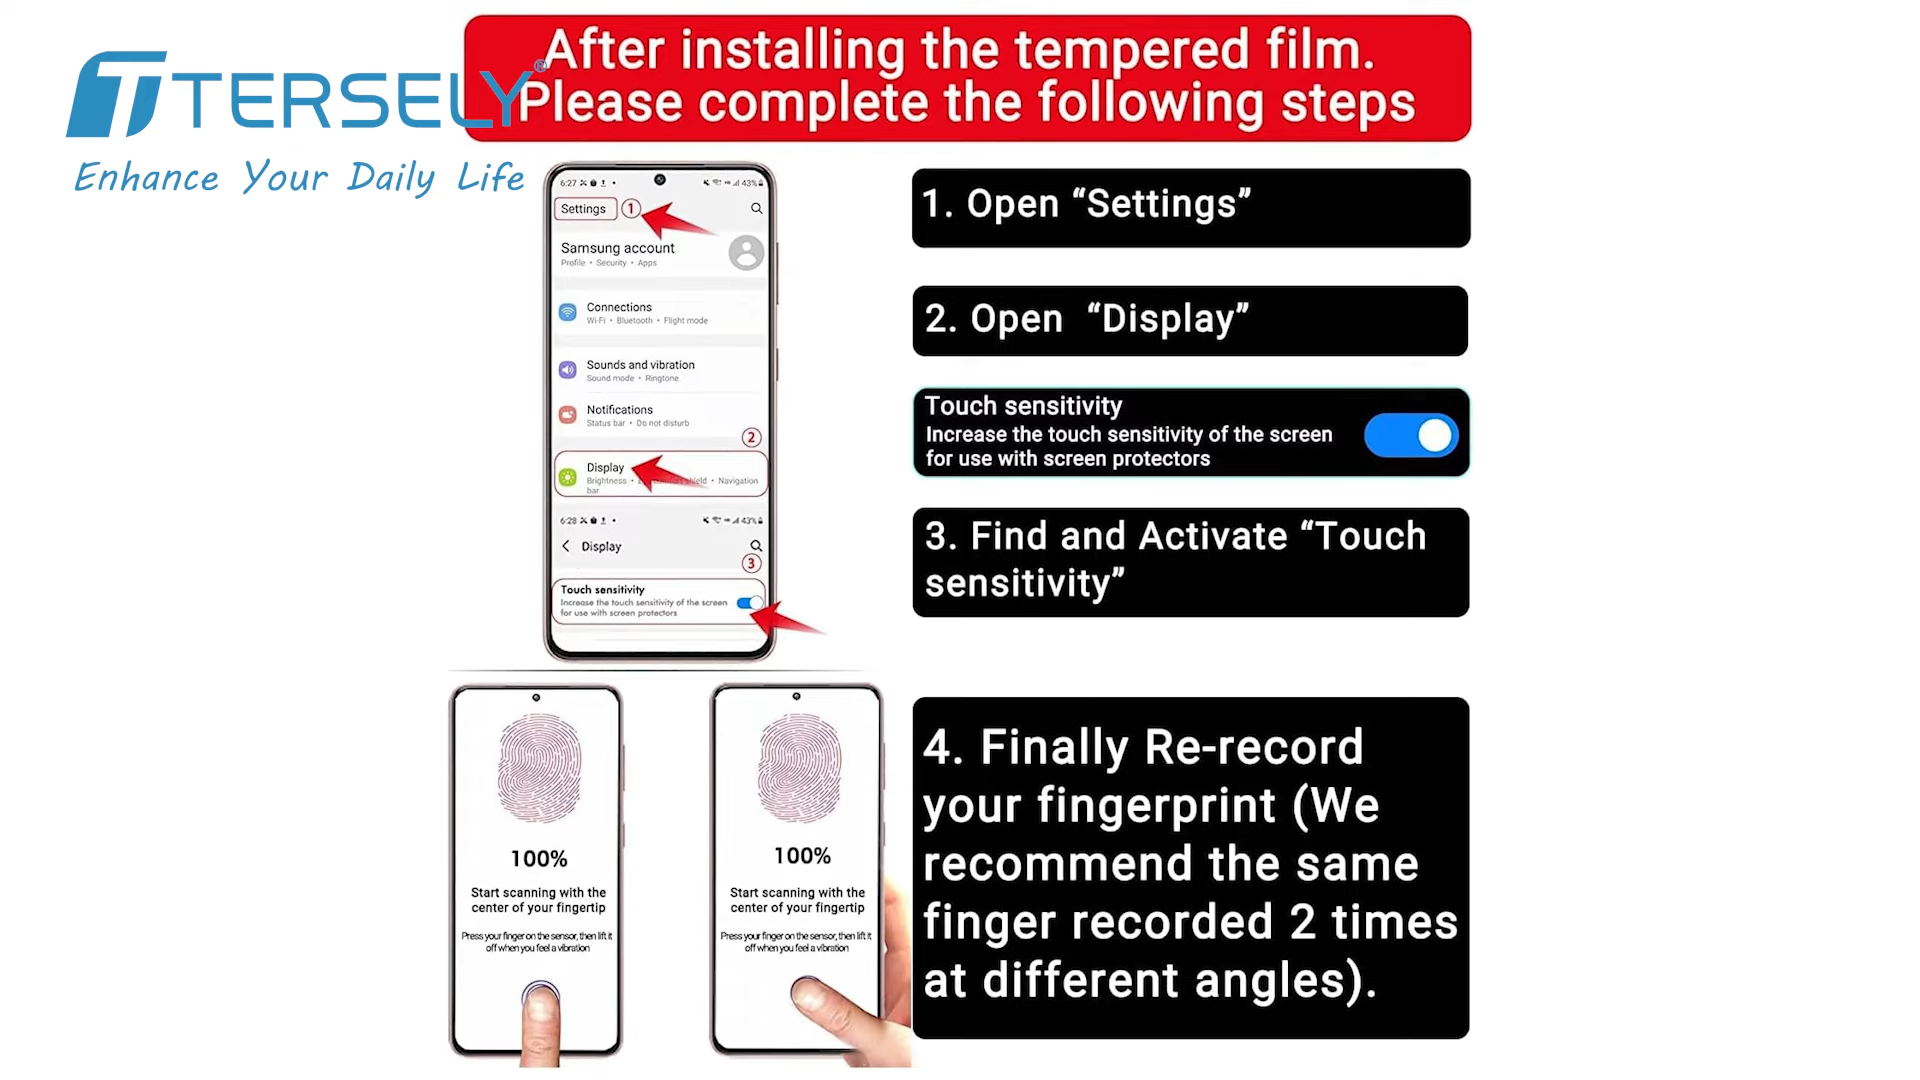 TERSELY®
Enhance Your Daily Life
After installing the tempered film.
Please complete the following steps
6:27
43%
Settings
1
Samsung account
Profile • Security • Apps
Connections
Wi-Fi • Bluetooth • Flight mode
Sounds and vibration
Sound mode • Ringtone
Notifications
Status bar • Do not disturb
2
Display
Brightness • shield • Navigation
bar
6:28
43%
Display
3
Touch sensitivity
Increase the touch sensitivity of the screen
for use with screen protectors
1. Open “Settings”
2. Open “Display”
Touch sensitivity
Increase the touch sensitivity of the screen
for use with screen protectors
3. Find and Activate “Touch
sensitivity”
100%
Start scanning with the
center of your fingertip
Press your finger on the sensor, then lift it
off when you feel a vibration
100%
Start scanning with the
center of your fingertip
Press your finger on the sensor, then lift it
off when you feel a vibration
4. Finally Re-record
your fingerprint (We
recommend the same
finger recorded 2 times
at different angles).